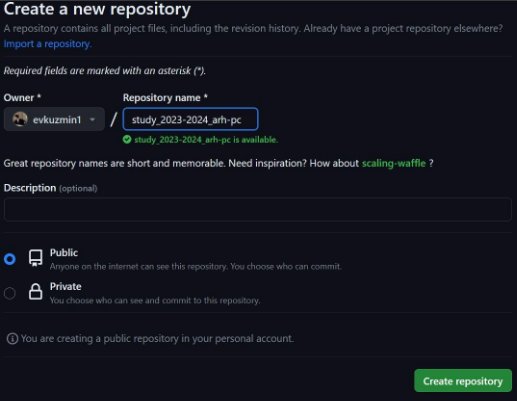 Create a new repository
A repository contains all project files, including the revision history. Already have a project repository elsewhere?
Import a repository.
Required fields are marked with an asterisk (*).
Owner * Repository name *
evkuzmin1 / study_2023-2024_arh-pc
study_2023-2024_arh-pc is available.
Great repository names are short and memorable. Need inspiration? How about scaling-waffle ?
Description (optional)
Public
Anyone on the internet can see this repository. You choose who can commit.
Private
You choose who can see and commit to this repository.
You are creating a public repository in your personal account.
Create repository